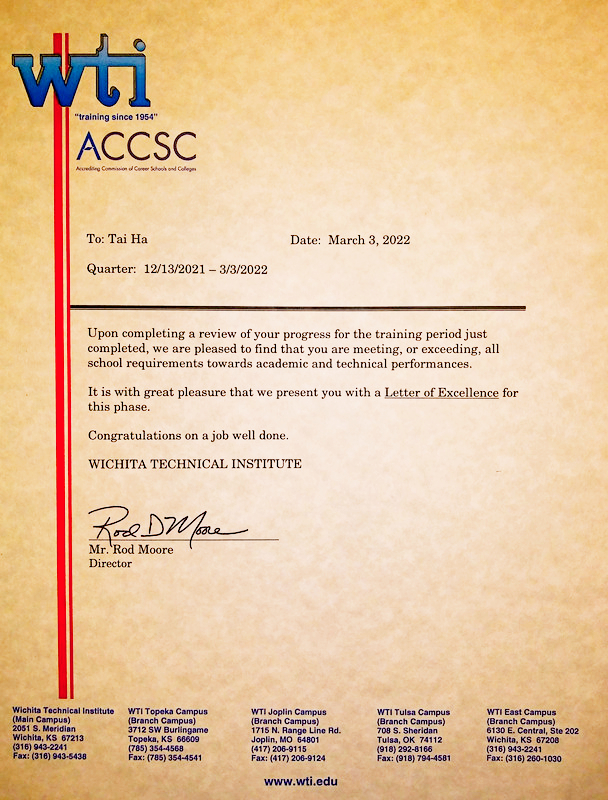 wti
"training since 1954"
ACCSC
Accrediting Commission of Career Schools and Colleges
To: Tai Ha
Date: March 3, 2022
Quarter: 12/13/2021 – 3/3/2022
Upon completing a review of your progress for the training period just
completed, we are pleased to find that you are meeting, or exceeding, all
school requirements towards academic and technical performances.
It is with great pleasure that we present you with a Letter of Excellence for
this phase.
Congratulations on a job well done.
WICHITA TECHNICAL INSTITUTE
Rod D Moore
Mr. Rod Moore
Director
Wichita Technical Institute
(Main Campus)
2051 S. Meridian
Wichita, KS 67213
(316) 943-2241
Fax: (316) 943-5438
WTI Topeka Campus
(Branch Campus)
3712 SW Burlingame
Topeka, KS 66609
(785) 354-4568
Fax: (785) 354-4541
WTI Joplin Campus
(Branch Campus)
1715 N. Range Line Rd.
Joplin, MO 64801
(417) 206-9115
Fax: (417) 206-9124
WTI Tulsa Campus
(Branch Campus)
708 S. Sheridan
Tulsa, OK 74112
(918) 292-8166
Fax: (918) 794-4581
WTI East Campus
(Branch Campus)
6130 E. Central, Ste 202
Wichita, KS 67208
(316) 943-2241
Fax: (316) 260-1030
www.wti.edu